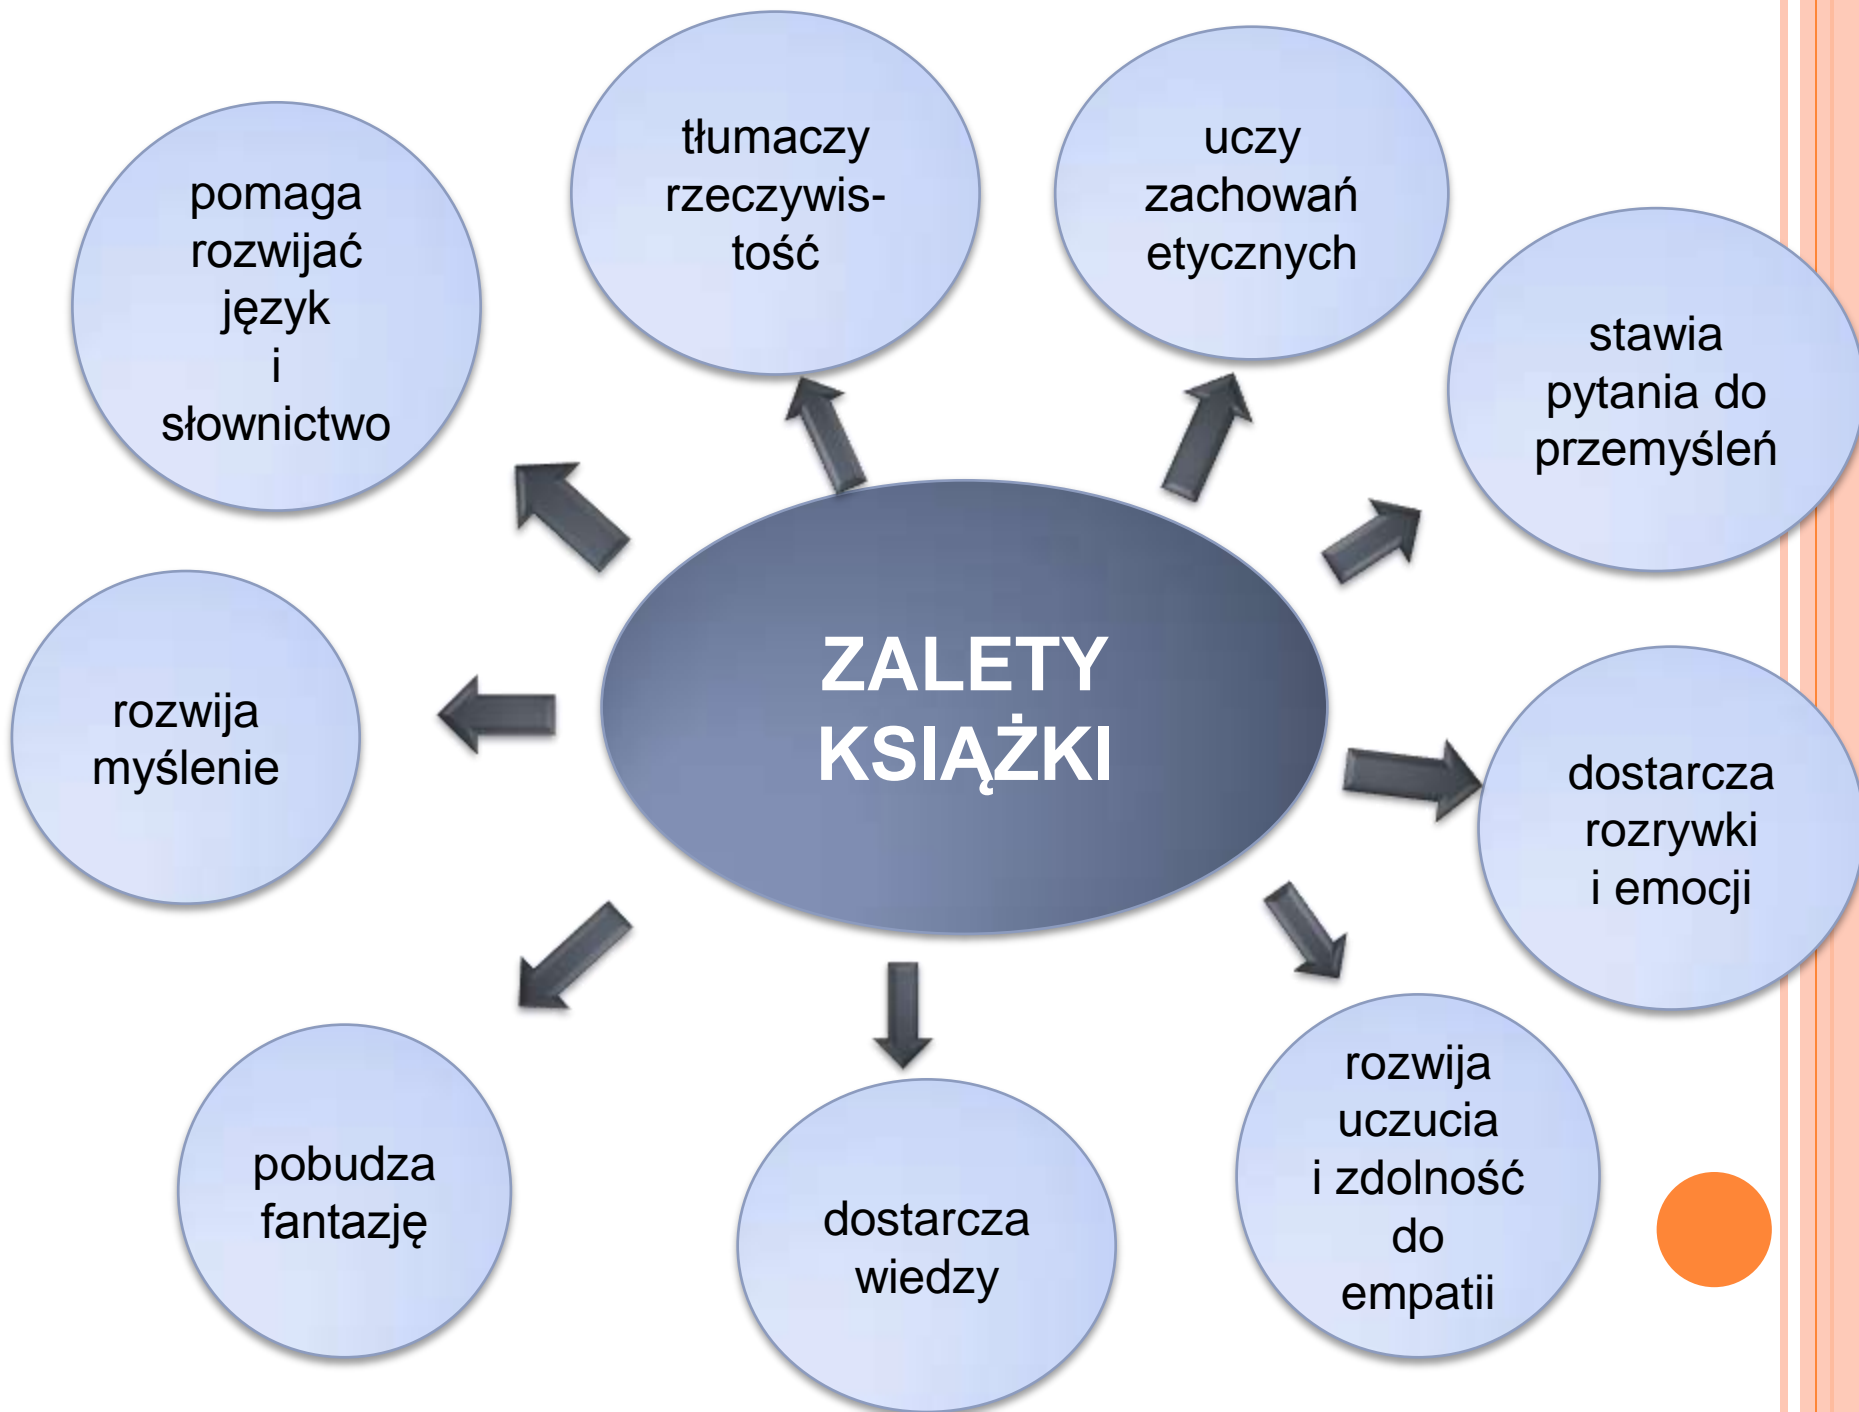 tłumaczy
rzeczywis-
tość
uczy
zachowań
etycznych
pomaga
rozwijać
język
i
słownictwo
stawia
pytania do
przemyśleń
ZALETY
KSIĄŻKI
rozwija
myślenie
dostarcza
rozrywki
i emocji
pobudza
fantazję
dostarcza
wiedzy
rozwija
uczucia
i zdolność
do
empatii